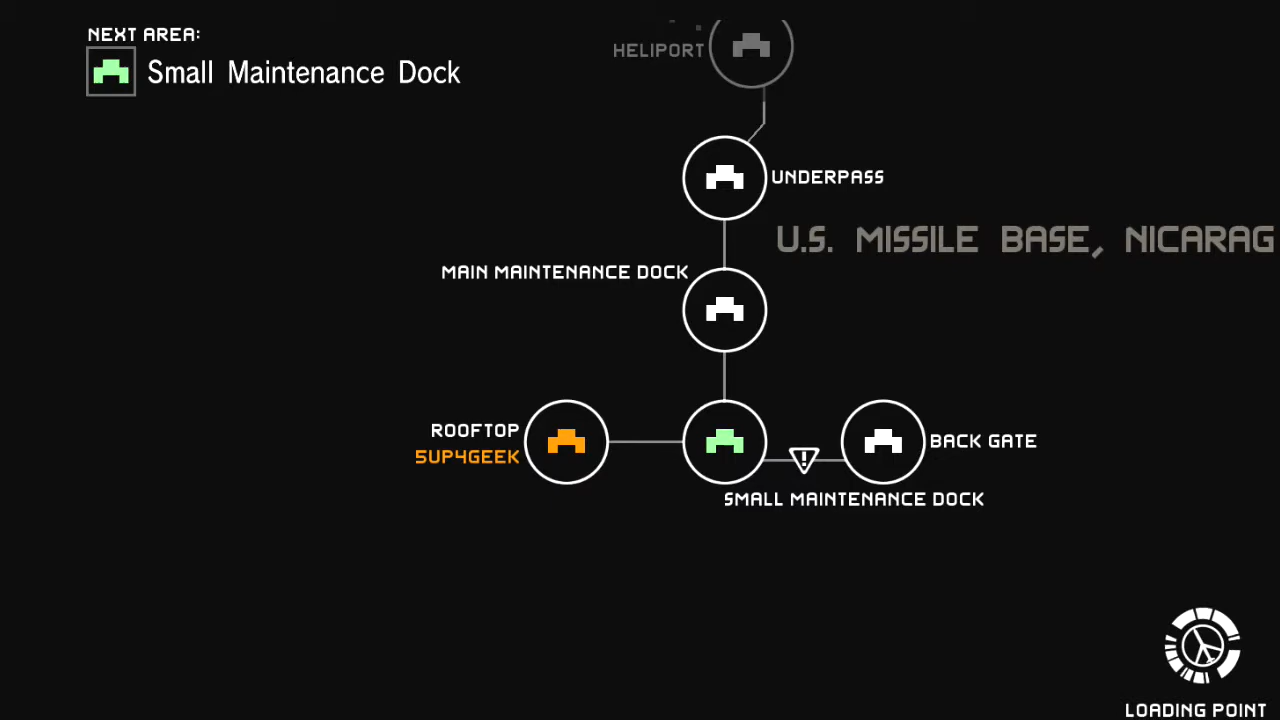 NEXT AREA:
Small Maintenance Dock
HELIPORT
UNDERPASS
U.S. MISSILE BASE, NICARAG
MAIN MAINTENANCE DOCK
ROOFTOP
5UP4GEEK
BACK GATE
SMALL MAINTENANCE DOCK
LOADING POINT